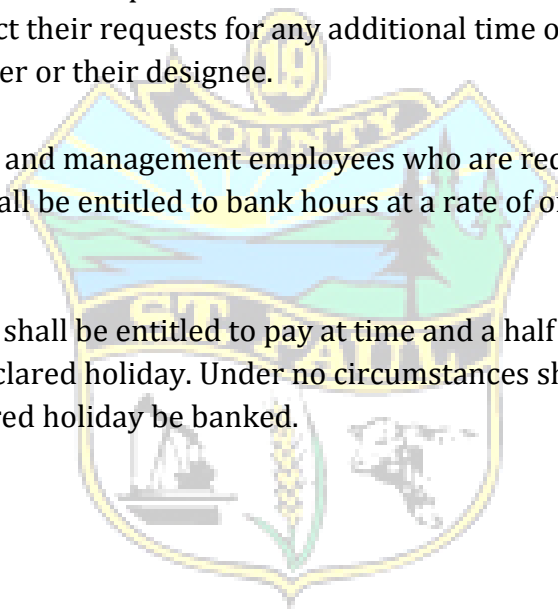 ct their requests for any additional time o
19
er or their designee.
COUNTY
and management employees who are rec
all be entitled to bank hours at a rate of o
ST. PAUL
shall be entitled to pay at time and a half
clared holiday. Under no circumstances sh
red holiday be banked.